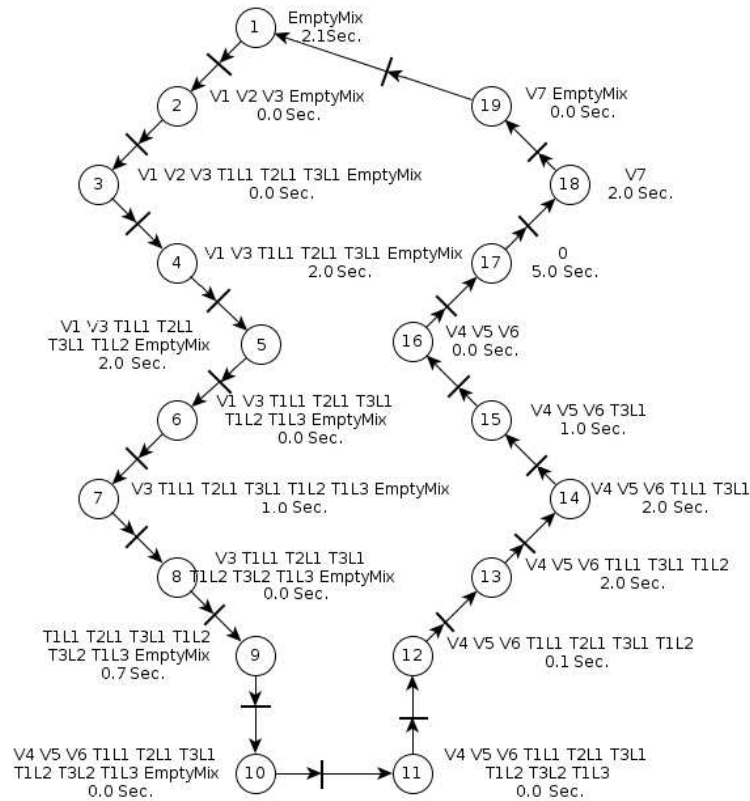 1
EmptyMix
2.1Sec.
2
V1 V2 V3 EmptyMix
0.0 Sec.
3
V1 V2 V3 T1L1 T2L1 T3L1 EmptyMix
0.0 Sec.
4
V1 V3 T1L1 T2L1 T3L1 EmptyMix
2.0 Sec.
V1 V3 T1L1 T2L1
T3L1 T1L2 EmptyMix
2.0 Sec.
5
6
V1 V3 T1L1 T2L1 T3L1
T1L2 T1L3 EmptyMix
0.0 Sec.
7
V3 T1L1 T2L1 T3L1 T1L2 T1L3 EmptyMix
1.0 Sec.
8
V3 T1L1 T2L1 T3L1
T1L2 T3L2 T1L3 EmptyMix
0.0 Sec.
T1L1 T2L1 T3L1 T1L2
T3L2 T1L3 EmptyMix
0.7 Sec.
9
V4 V5 V6 T1L1 T2L1 T3L1
T1L2 T3L2 T1L3 EmptyMix
0.0 Sec.
10
11
V4 V5 V6 T1L1 T2L1 T3L1
T1L2 T3L2 T1L3
0.0 Sec.
12
V4 V5 V6 T1L1 T2L1 T3L1 T1L2
0.1 Sec.
13
V4 V5 V6 T1L1 T3L1 T1L2
2.0 Sec.
14
V4 V5 V6 T1L1 T3L1
2.0 Sec.
15
V4 V5 V6 T3L1
1.0 Sec.
16
V4 V5 V6
0.0 Sec.
17
0
5.0 Sec.
18
V7
2.0 Sec.
19
V7 EmptyMix
0.0 Sec.